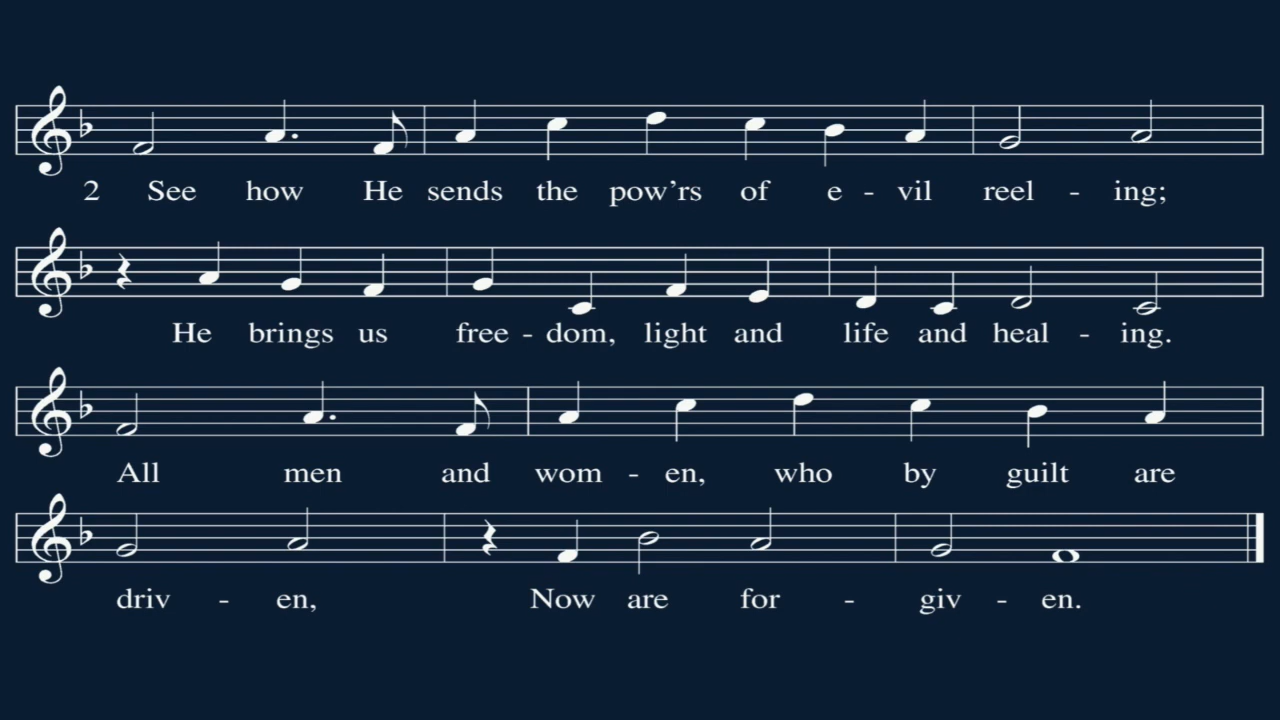 2 See how He sends the pow’rs of e - vil reel - ing;
He brings us free - dom, light and life and heal - ing.
All men and wom - en, who by guilt are
driv - en, Now are for - giv - en.